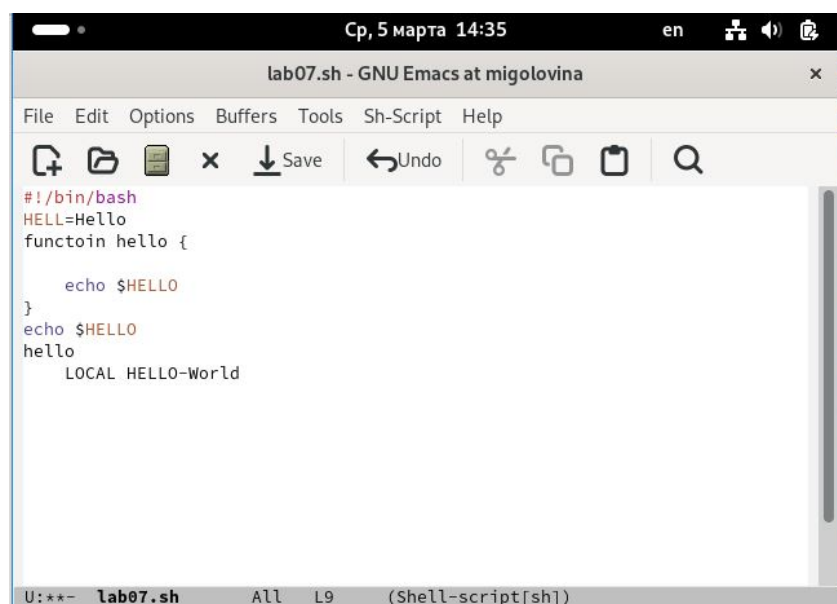 Ср, 5 марта 14:35 en
lab07.sh - GNU Emacs at migolovina
File Edit Options Buffers Tools Sh-Script Help
Save Undo
#!/bin/bash
HELL=Hello
functoin hello {
echo $HELLO
}
echo $HELLO
hello
LOCAL HELLO-World
U:**- lab07.sh All L9 (Shell-script[sh])